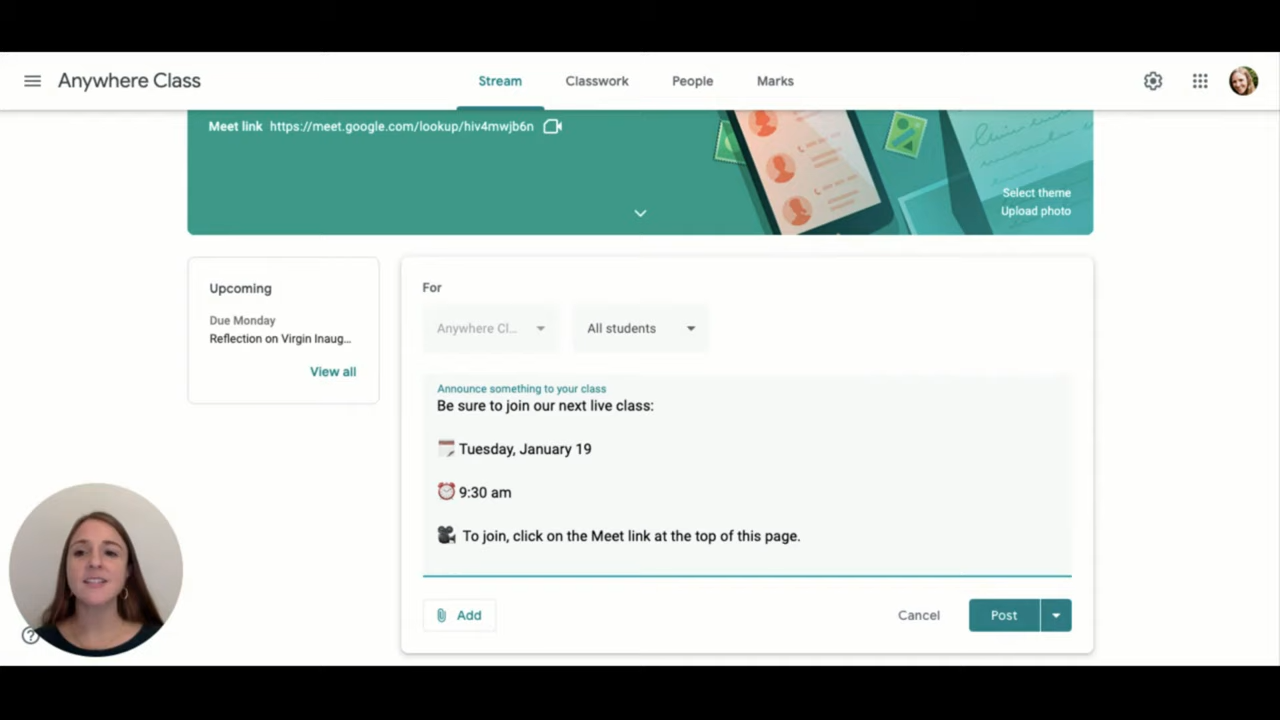 Anywhere Class
Stream
Classwork
People
Marks
Meet link https://meet.google.com/lookup/hiv4mwjb6n
Select theme
Upload photo
Upcoming
Due Monday
Reflection on Virgin Inaug...
View all
For
Anywhere Cl...
All students
Announce something to your class
Be sure to join our next live class:
Tuesday, January 19
9:30 am
To join, click on the Meet link at the top of this page.
Add
Cancel
Post
?